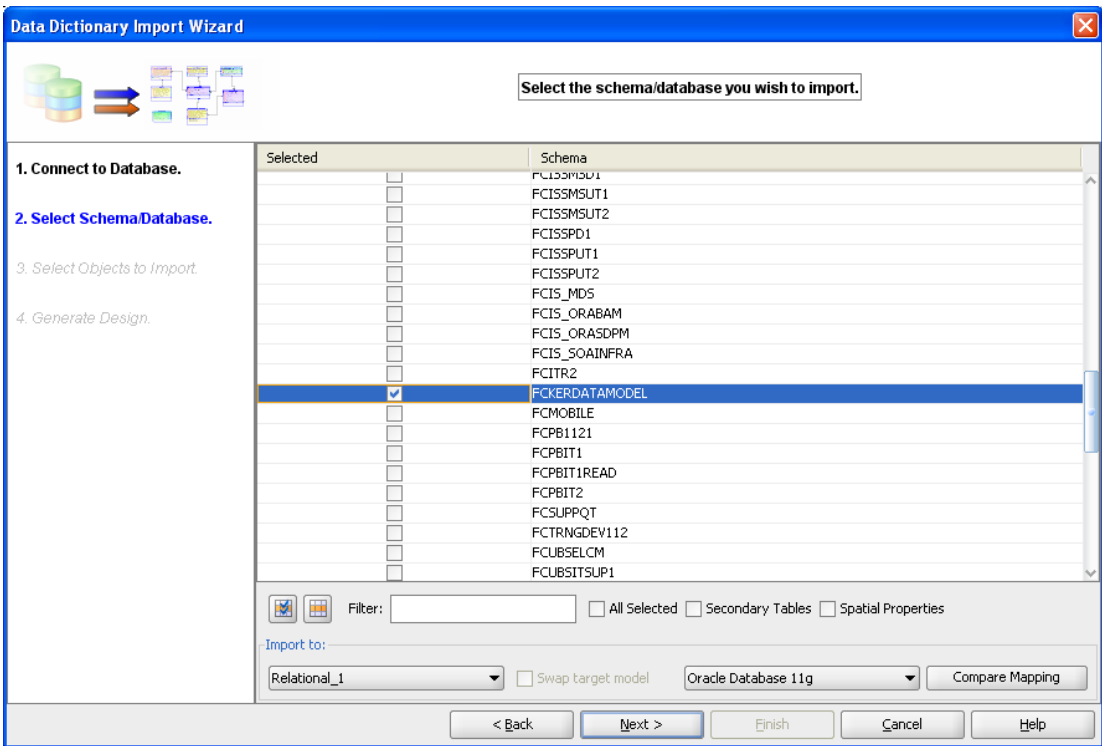 Data Dictionary Import Wizard
Select the schema/database you wish to import.
1. Connect to Database.
2. Select Schema/Database.
3. Select Objects to Import.
4. Generate Design.
Selected Schema
FCISSMSD1
FCISSMSUT1
FCISSMSUT2
FCISSPD1
FCISSPUT1
FCISSPUT2
FCIS_MDS
FCIS_ORABAM
FCIS_ORASDPM
FCIS_SOAINFRA
FCITR2
FCKERDATAMODEL
FCMOBILE
FCPB1121
FCPBIT1
FCPBIT1READ
FCPBIT2
FCSUPPQT
FCTRNGDEV112
FCUBSELCM
FCUBSITSUP1
Filter: All Selected Secondary Tables Spatial Properties
Import to:
Relational_1 Swap target model Oracle Database 11g Compare Mapping
< Back Next > Finish Cancel Help